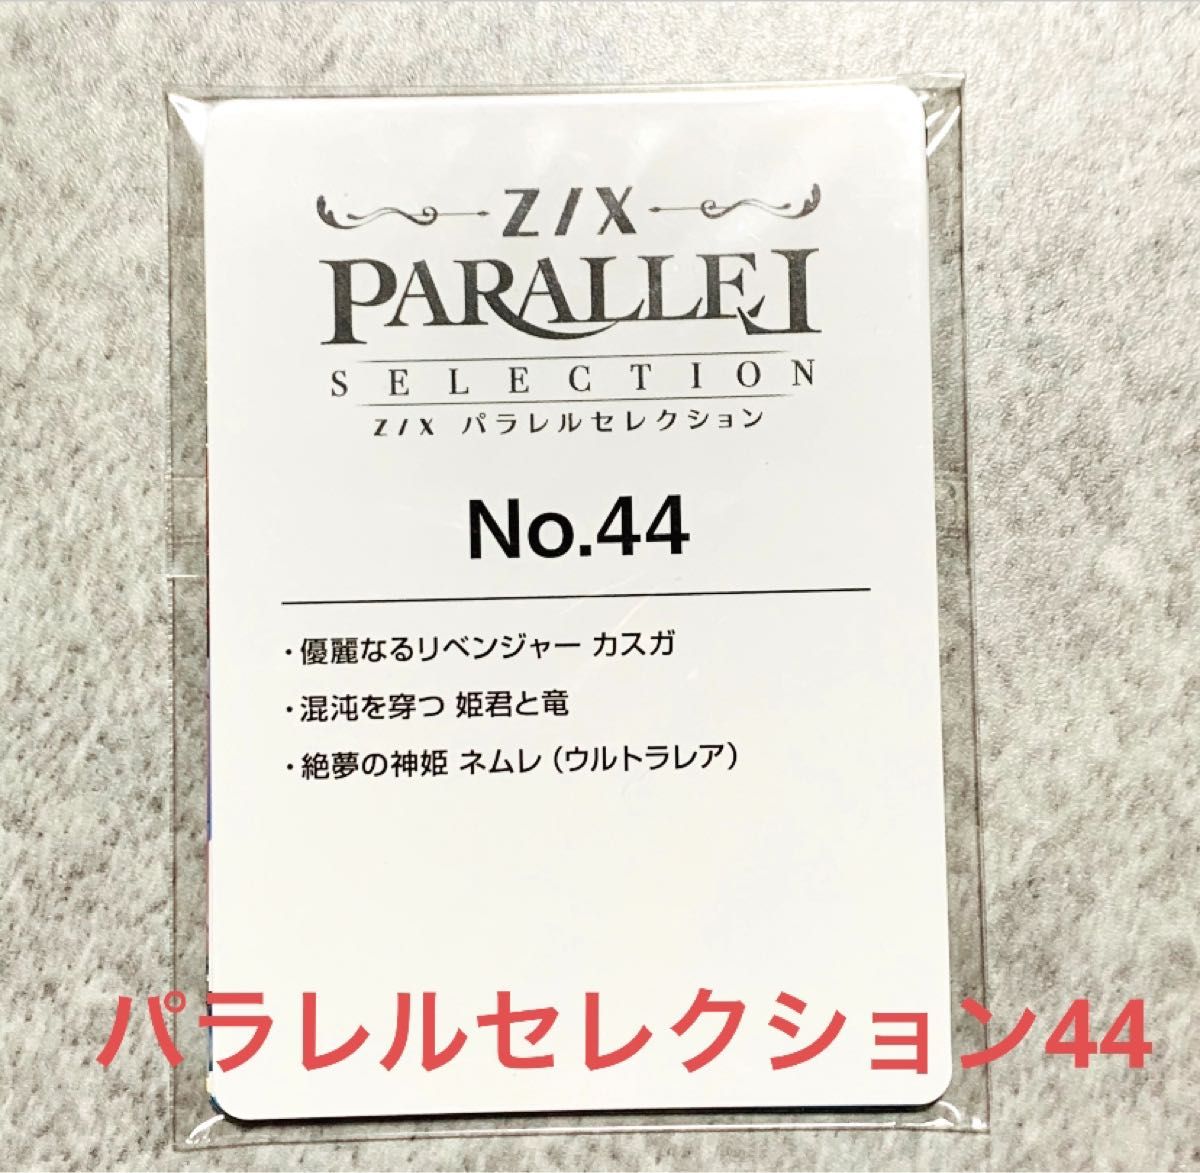 Z/X
PARALLEL
SELECTION
Z/X パラレルセレクション
No.44
・優麗なるリベンジャー カスガ
・混沌を穿つ 姫君と竜
・絶夢の神姫 ネムレ（ウルトラレア）
パラレルセレクション44